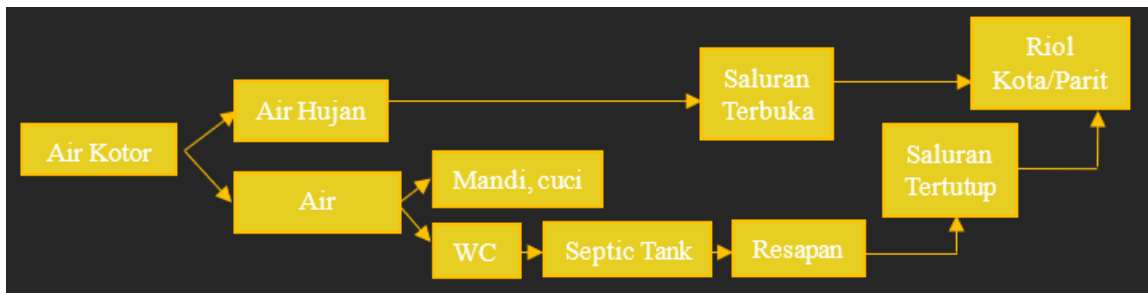 Air Kotor
Air Hujan
Air
Mandi, cuci
WC
Septic Tank
Resapan
Saluran
Terbuka
Saluran
Tertutup
Riol
Kota/Parit